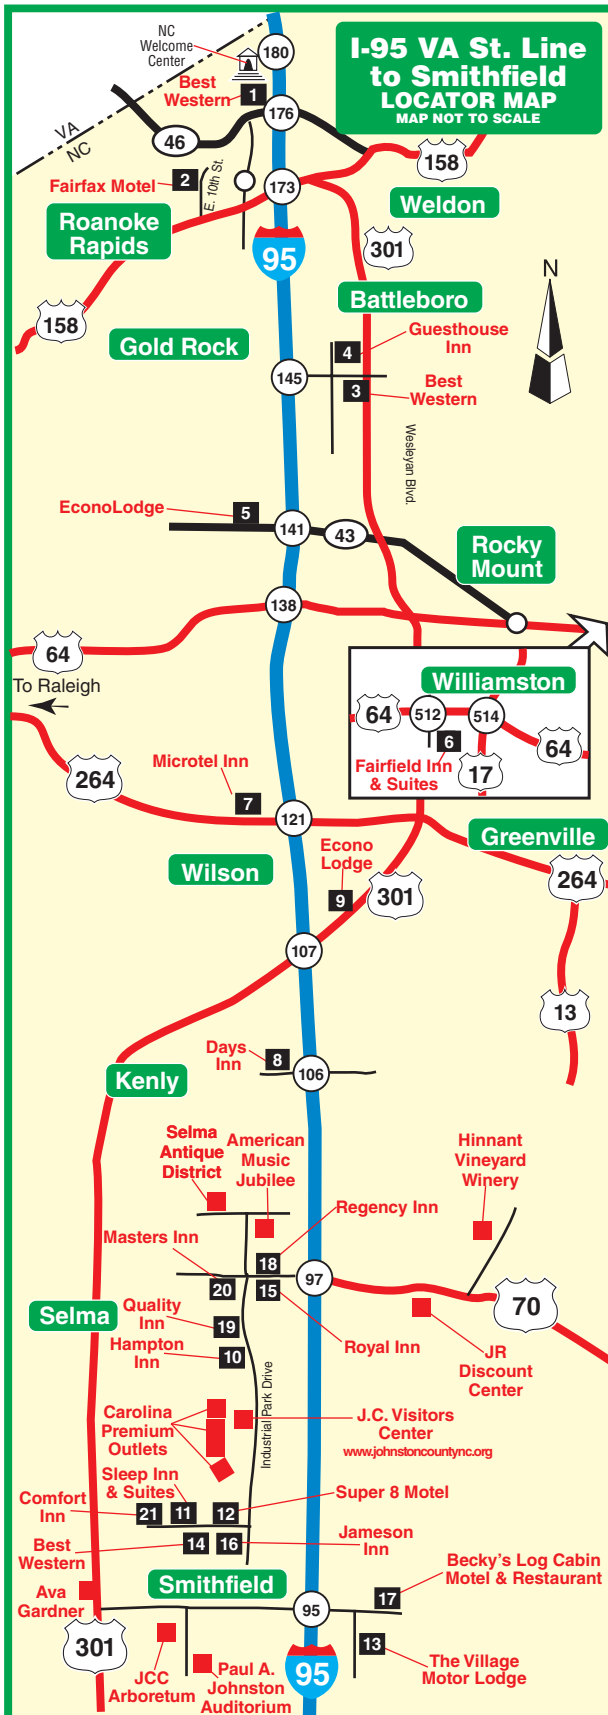 I-95 VA St. Line
to Smithfield
LOCATOR MAP
MAP NOT TO SCALE
NC
Welcome
Center
180
Best
Western
1
176
VA
NC
46
158
Fairfax Motel
2
E. 10th St.
173
Weldon
Roanoke
Rapids
301
95
N
158
Battleboro
Gold Rock
4
Guesthouse
Inn
145
3
Best
Western
Wesleyan Blvd.
EconoLodge
5
141
43
Rocky
Mount
138
64
To Raleigh
Williamston
64
512
514
6
64
Fairfield Inn
& Suites
17
264
Microtel Inn
7
121
Greenville
Wilson
Econo
Lodge
9
301
264
107
13
Days
Inn
8
106
Kenly
Selma
Antique
District
American
Music
Jubilee
Hinnant
Vineyard
Winery
Regency Inn
Masters Inn
18
97
20
15
70
Selma
Quality
Inn
19
Royal Inn
Hampton
Inn
10
JR
Discount
Center
Industrial Park Drive
Carolina
Premium
Outlets
J.C. Visitors
Center
www.johnstoncountync.org
Sleep Inn
& Suites
Super 8 Motel
Comfort
Inn
21
11
12
Best
Western
14
16
Jameson
Inn
Smithfield
Becky's Log Cabin
Motel & Restaurant
17
Ava
Gardner
95
301
13
The Village
Motor Lodge
JCC
Arboretum
Paul A.
Johnston
Auditorium
95